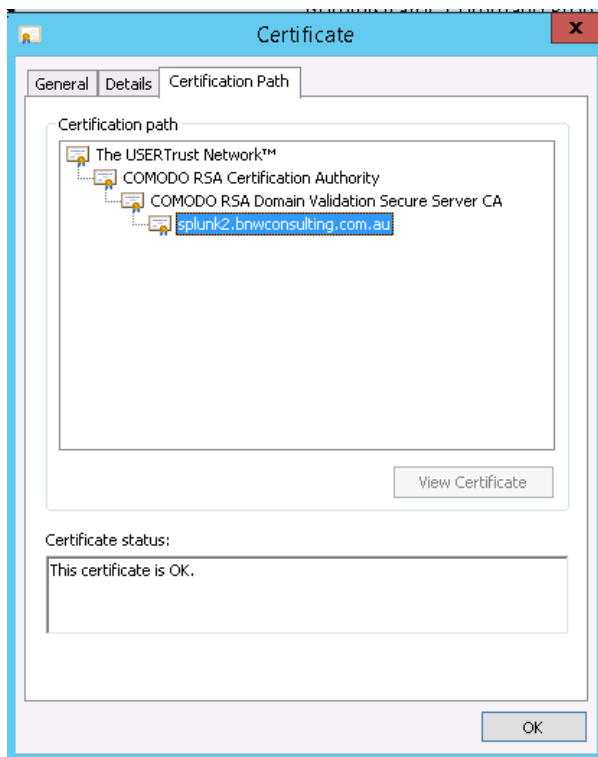 Certificate
x
General
Details
Certification Path
Certification path
The USERTrust Network™
COMODO RSA Certification Authority
COMODO RSA Domain Validation Secure Server CA
splunk2.bnwconsulting.com.au
View Certificate
Certificate status:
This certificate is OK.
OK